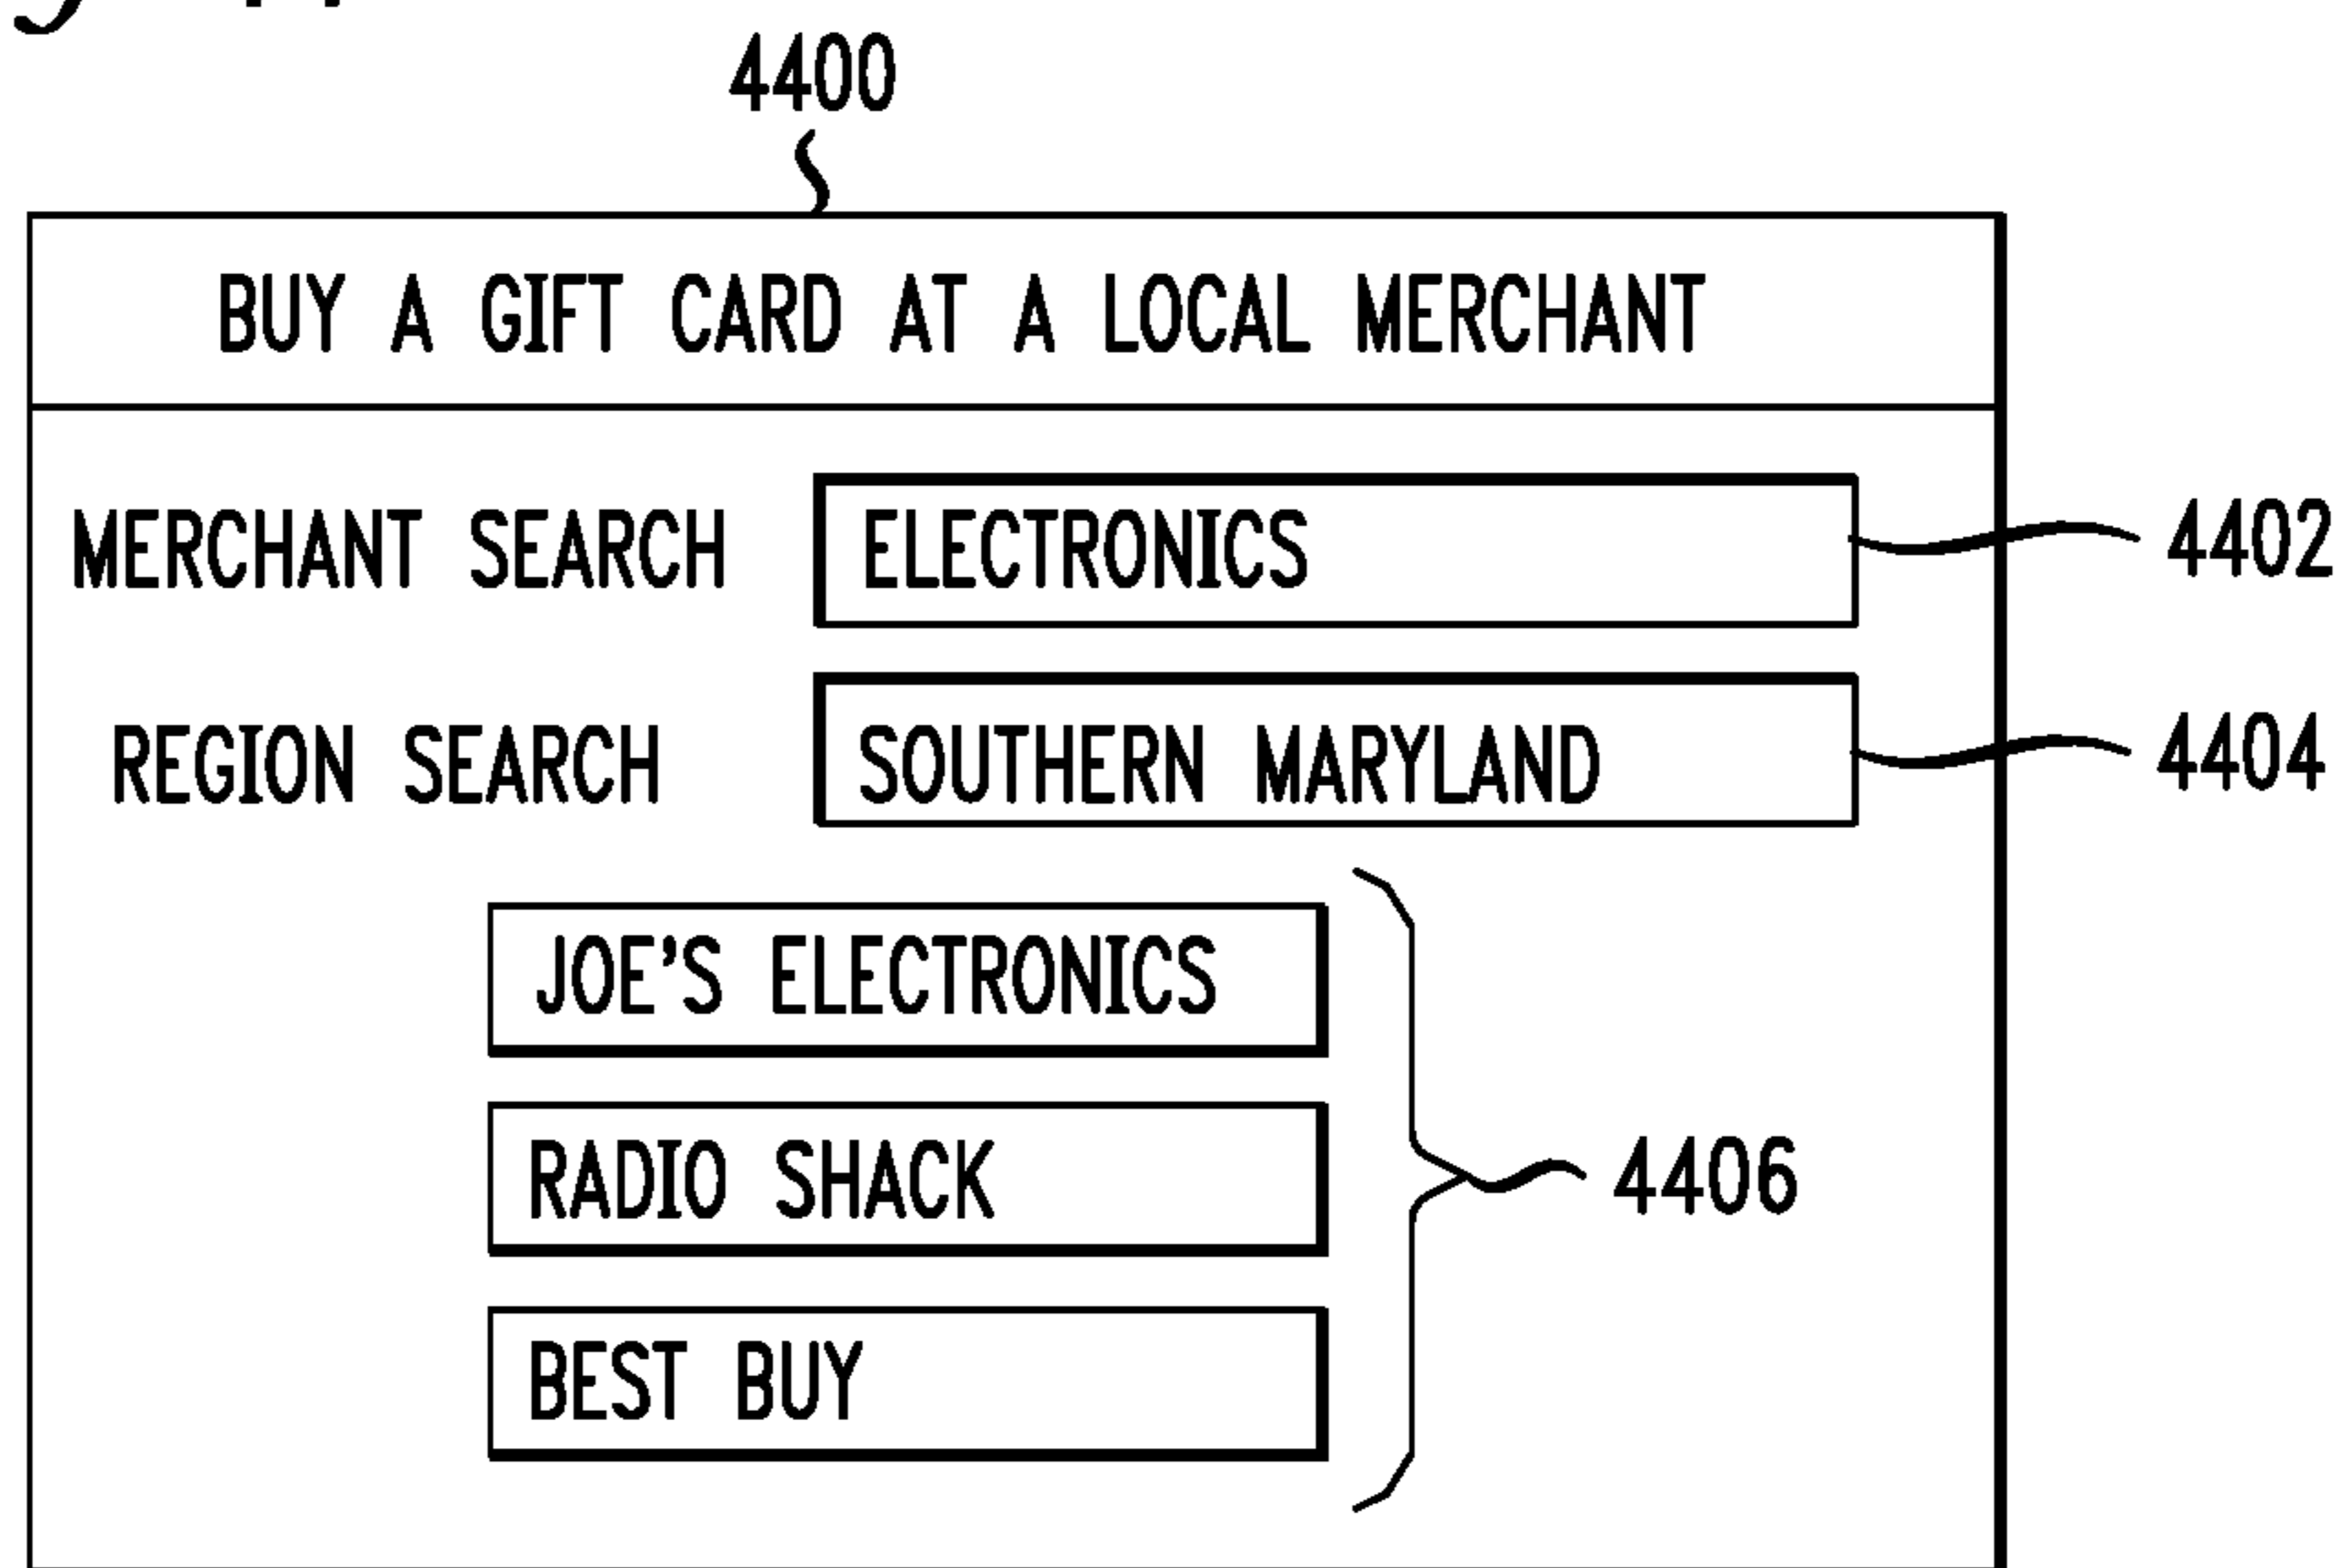 4400
BUY A GIFT CARD AT A LOCAL MERCHANT
MERCHANT SEARCH ELECTRONICS 4402
REGION SEARCH SOUTHERN MARYLAND 4404
JOE'S ELECTRONICS
RADIO SHACK 4406
BEST BUY